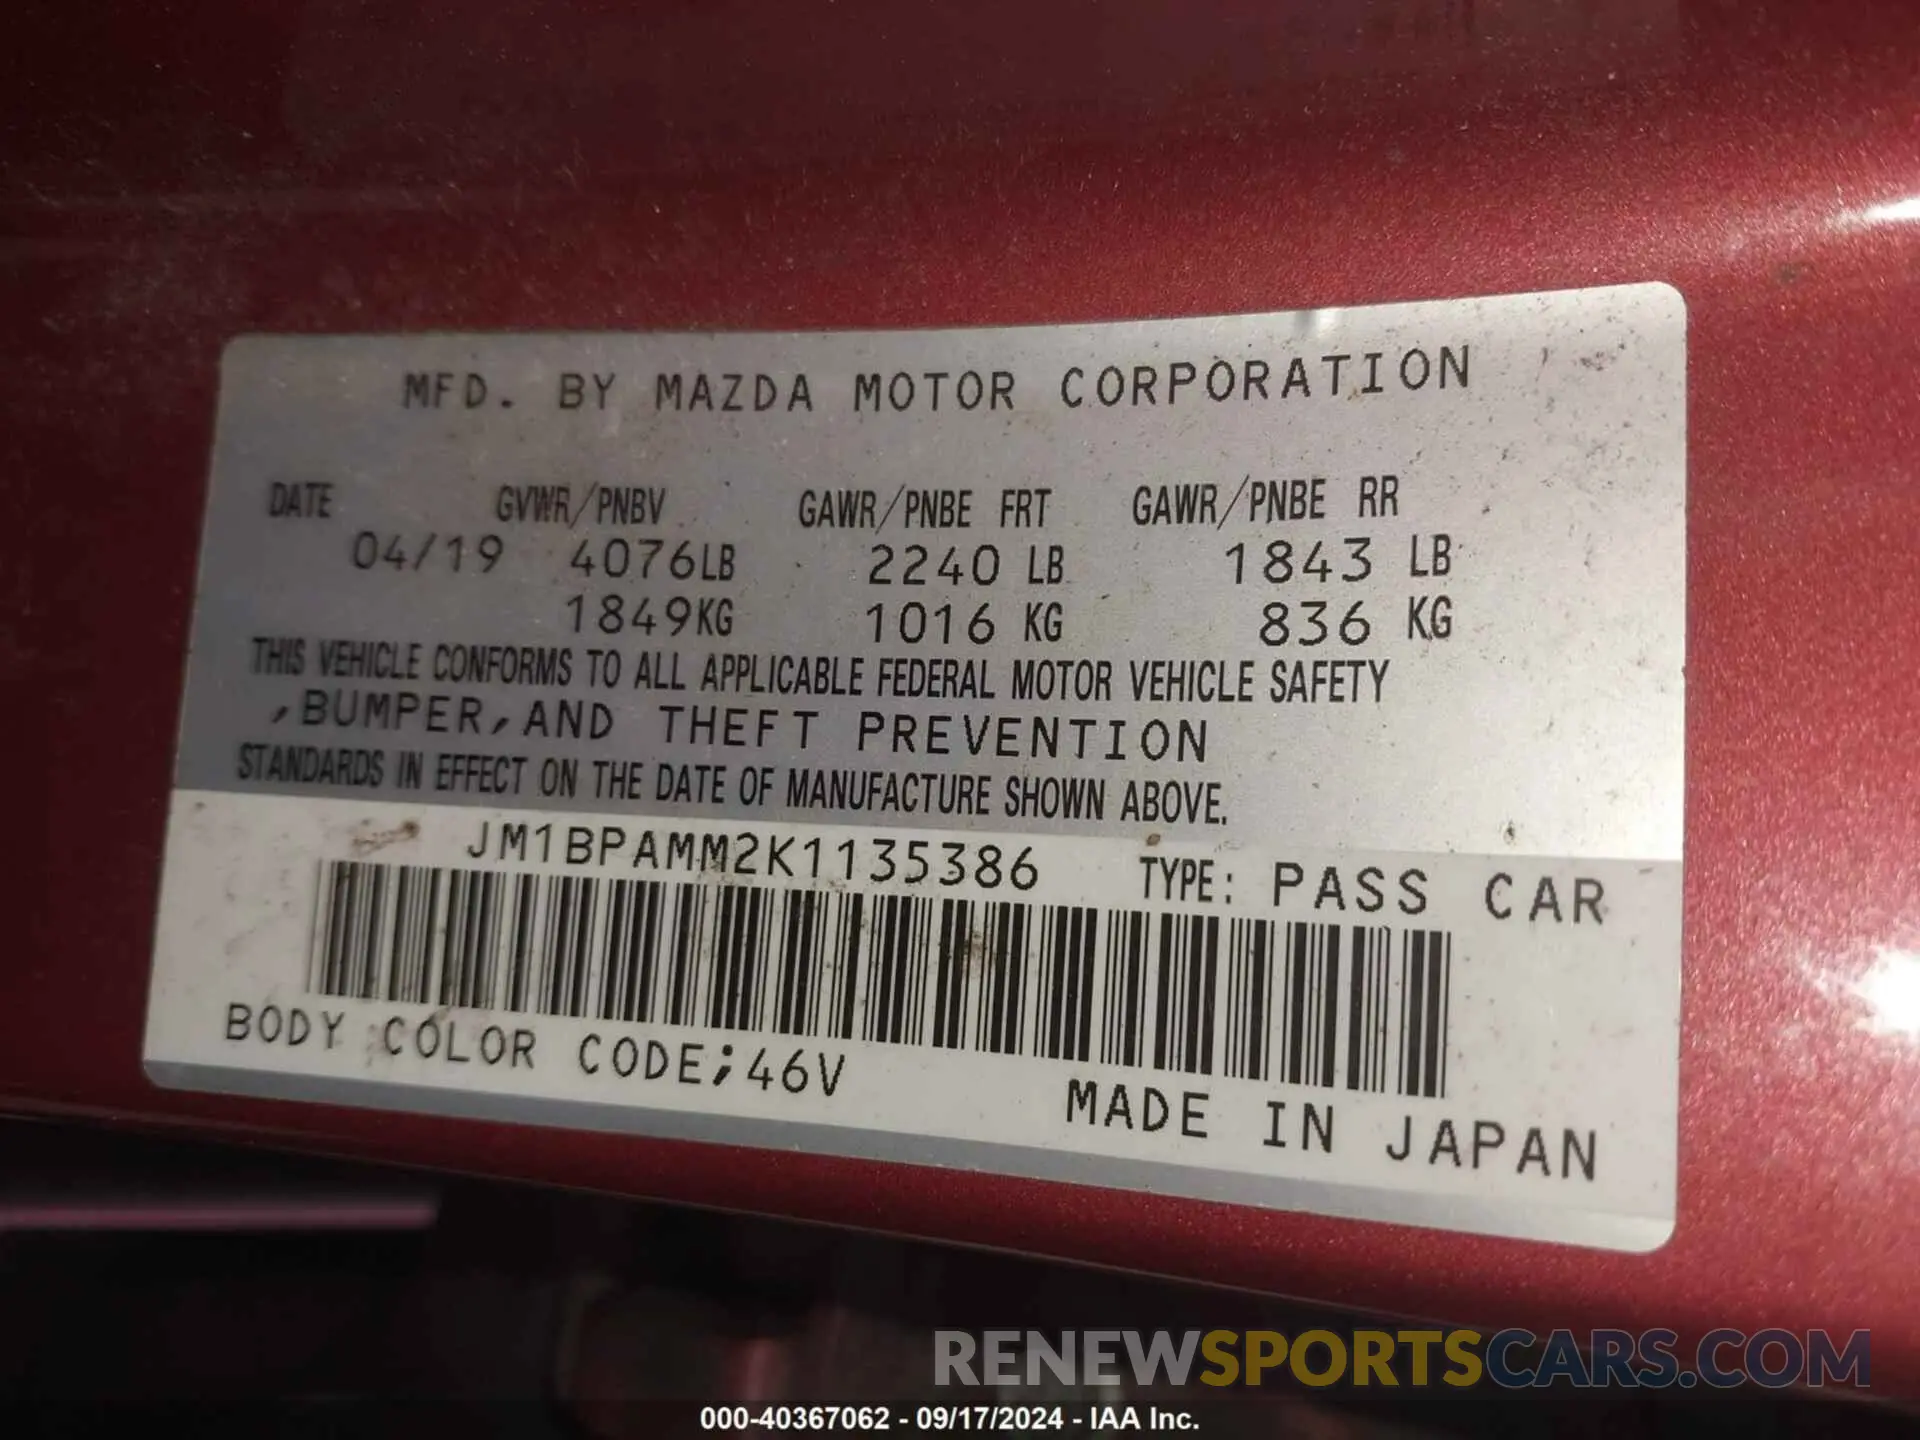 MFD. BY MAZDA MOTOR CORPORATION
DATE GVWR/PNBV GAWR/PNBE FRT GAWR/PNBE RR
04/19 4076LB 2240 LB 1843 LB
1849KG 1016 KG 836 KG
THIS VEHICLE CONFORMS TO ALL APPLICABLE FEDERAL MOTOR VEHICLE SAFETY
,BUMPER,AND THEFT PREVENTION
STANDARDS IN EFFECT ON THE DATE OF MANUFACTURE SHOWN ABOVE.
JM1BPAMM2K1135386 TYPE: PASS CAR
BODY COLOR CODE;46V
MADE IN JAPAN
RENEWSPORTSCARS.COM
000-40367062 - 09/17/2024 - IAA Inc.